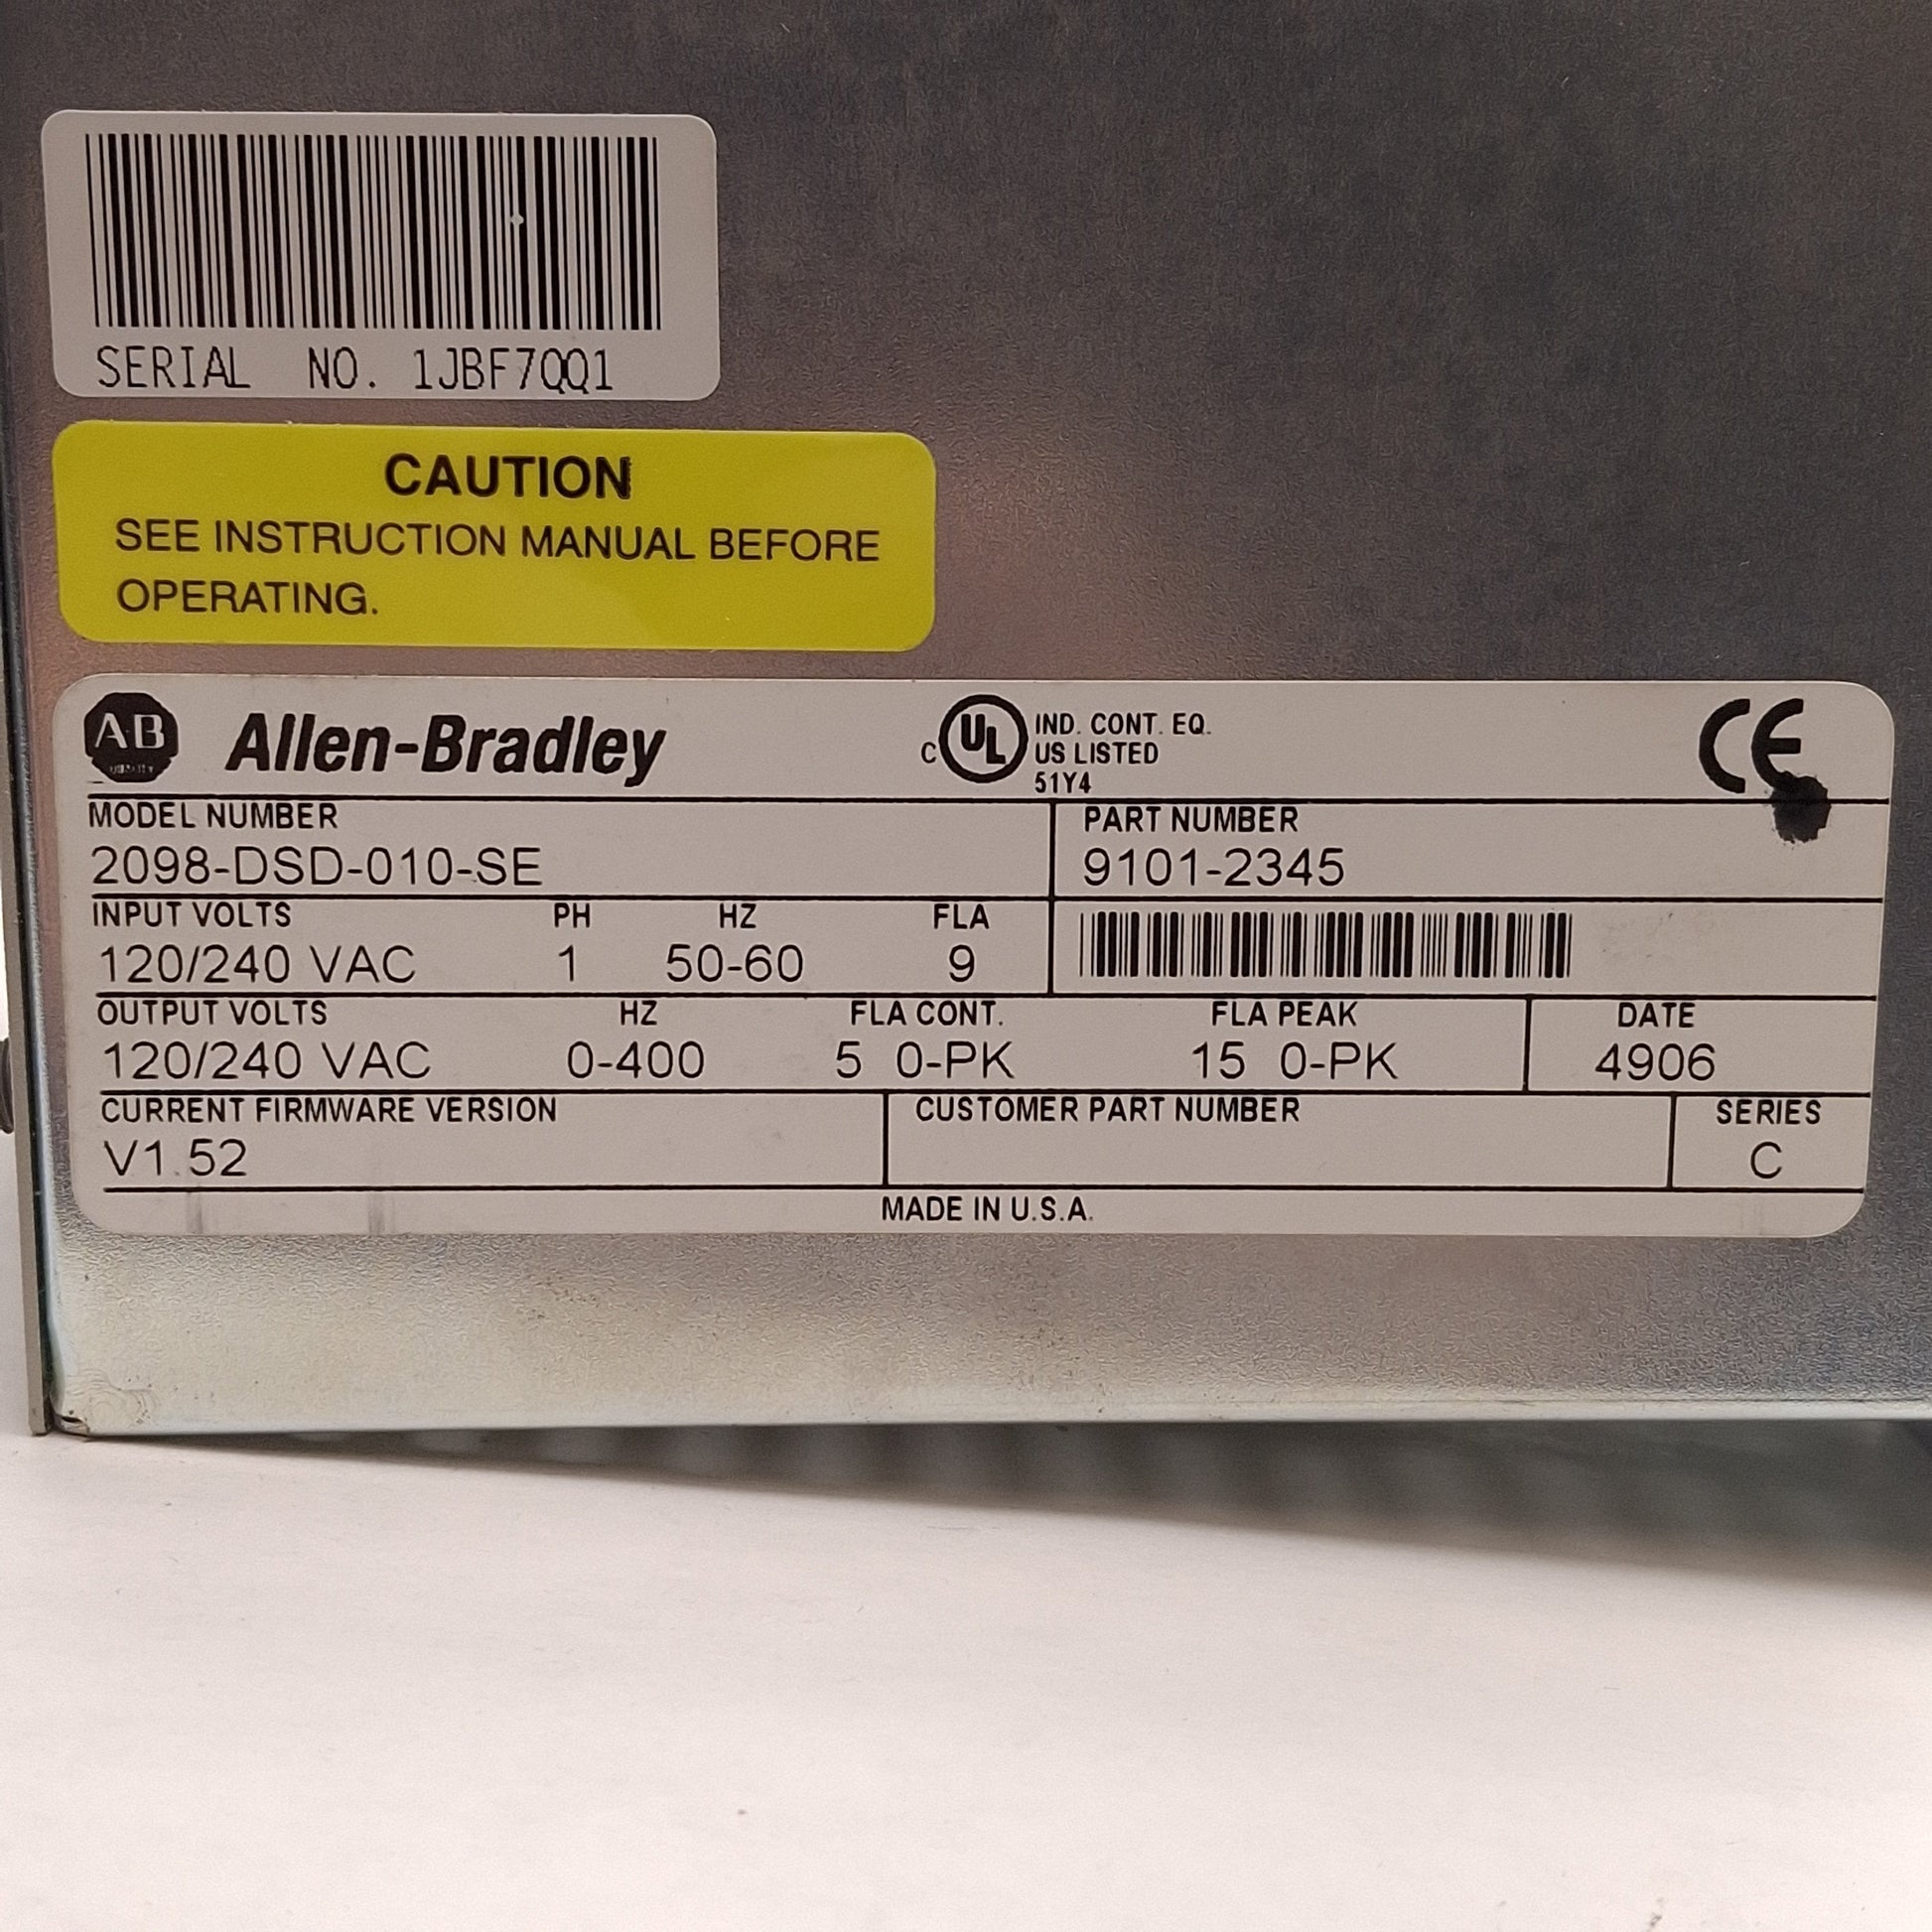 SERIAL NO. 1JBF7QQ1
CAUTION
SEE INSTRUCTION MANUAL BEFORE
OPERATING.
AB Allen-Bradley
C UL IND. CONT. EQ.
US LISTED
51Y4
CE
MODEL NUMBER PART NUMBER
2098-DSD-010-SE 9101-2345
INPUT VOLTS PH HZ FLA
120/240 VAC 1 50-60 9
OUTPUT VOLTS HZ FLA CONT. FLA PEAK DATE
120/240 VAC 0-400 5 0-PK 15 0-PK 4906
CURRENT FIRMWARE VERSION CUSTOMER PART NUMBER SERIES
V1.52 C
MADE IN U.S.A.